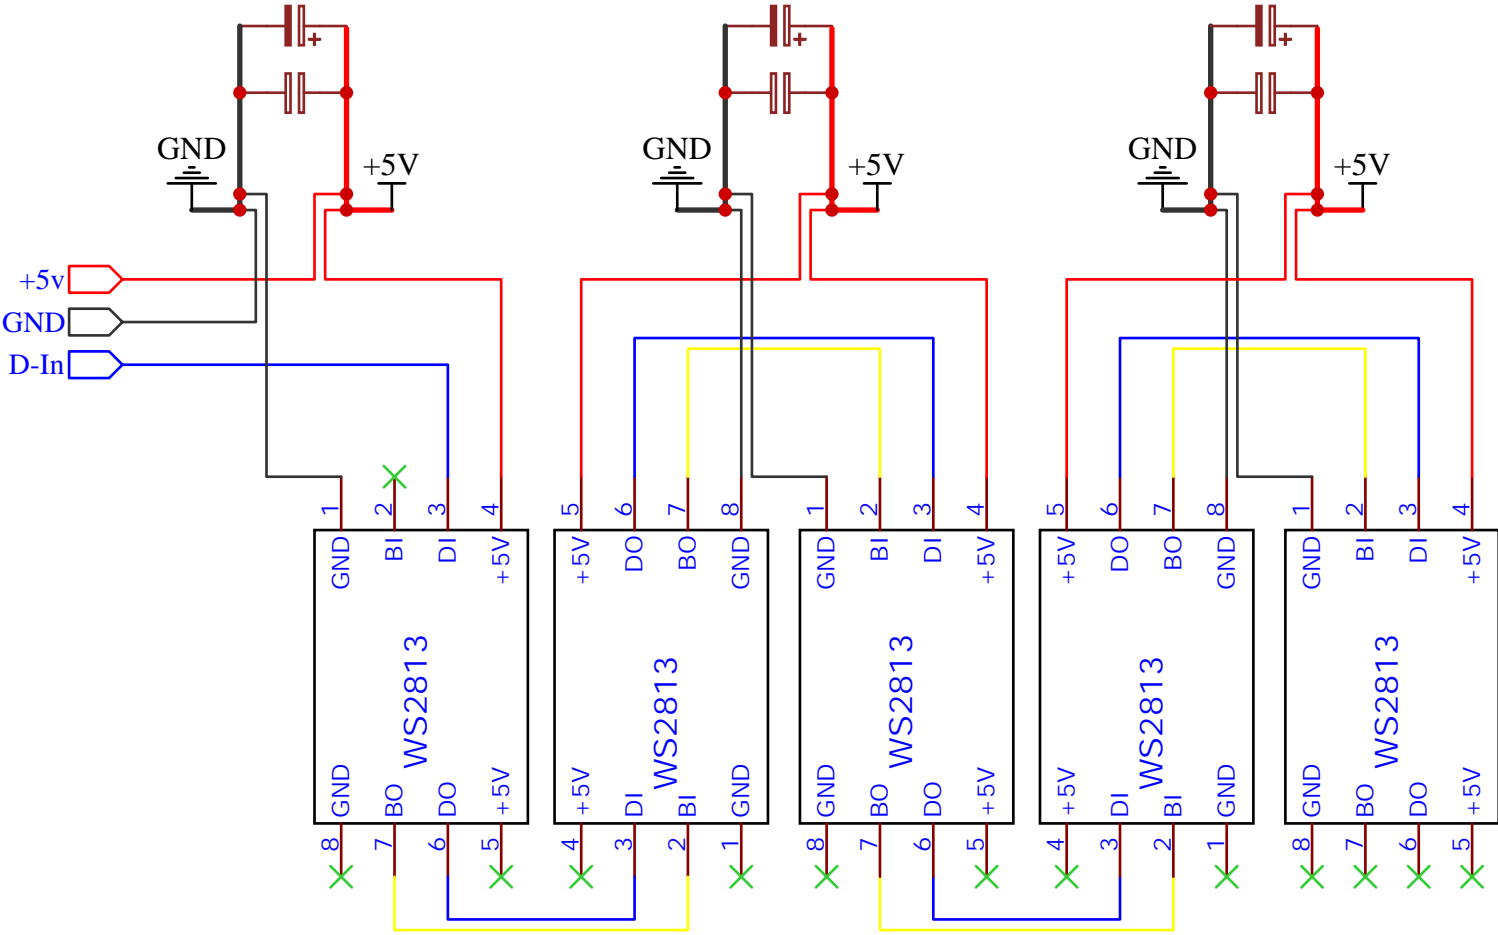 GND
+5V
GND
+5V
GND
+5V
+5v
GND
D-In
1 2 3 4
5 6 7 8
1 2 3 4
5 6 7 8
1 2 3 4
GND BI DI +5V
+5V DO BO GND
GND BI DI +5V
+5V DO BO GND
GND BI DI +5V
WS2813
WS2813
WS2813
WS2813
WS2813
GND BO DO +5V
+5V DI BI GND
GND BO DO +5V
+5V DI BI GND
GND BO DO +5V
8 7 6 5
4 3 2 1
8 7 6 5
4 3 2 1
8 7 6 5